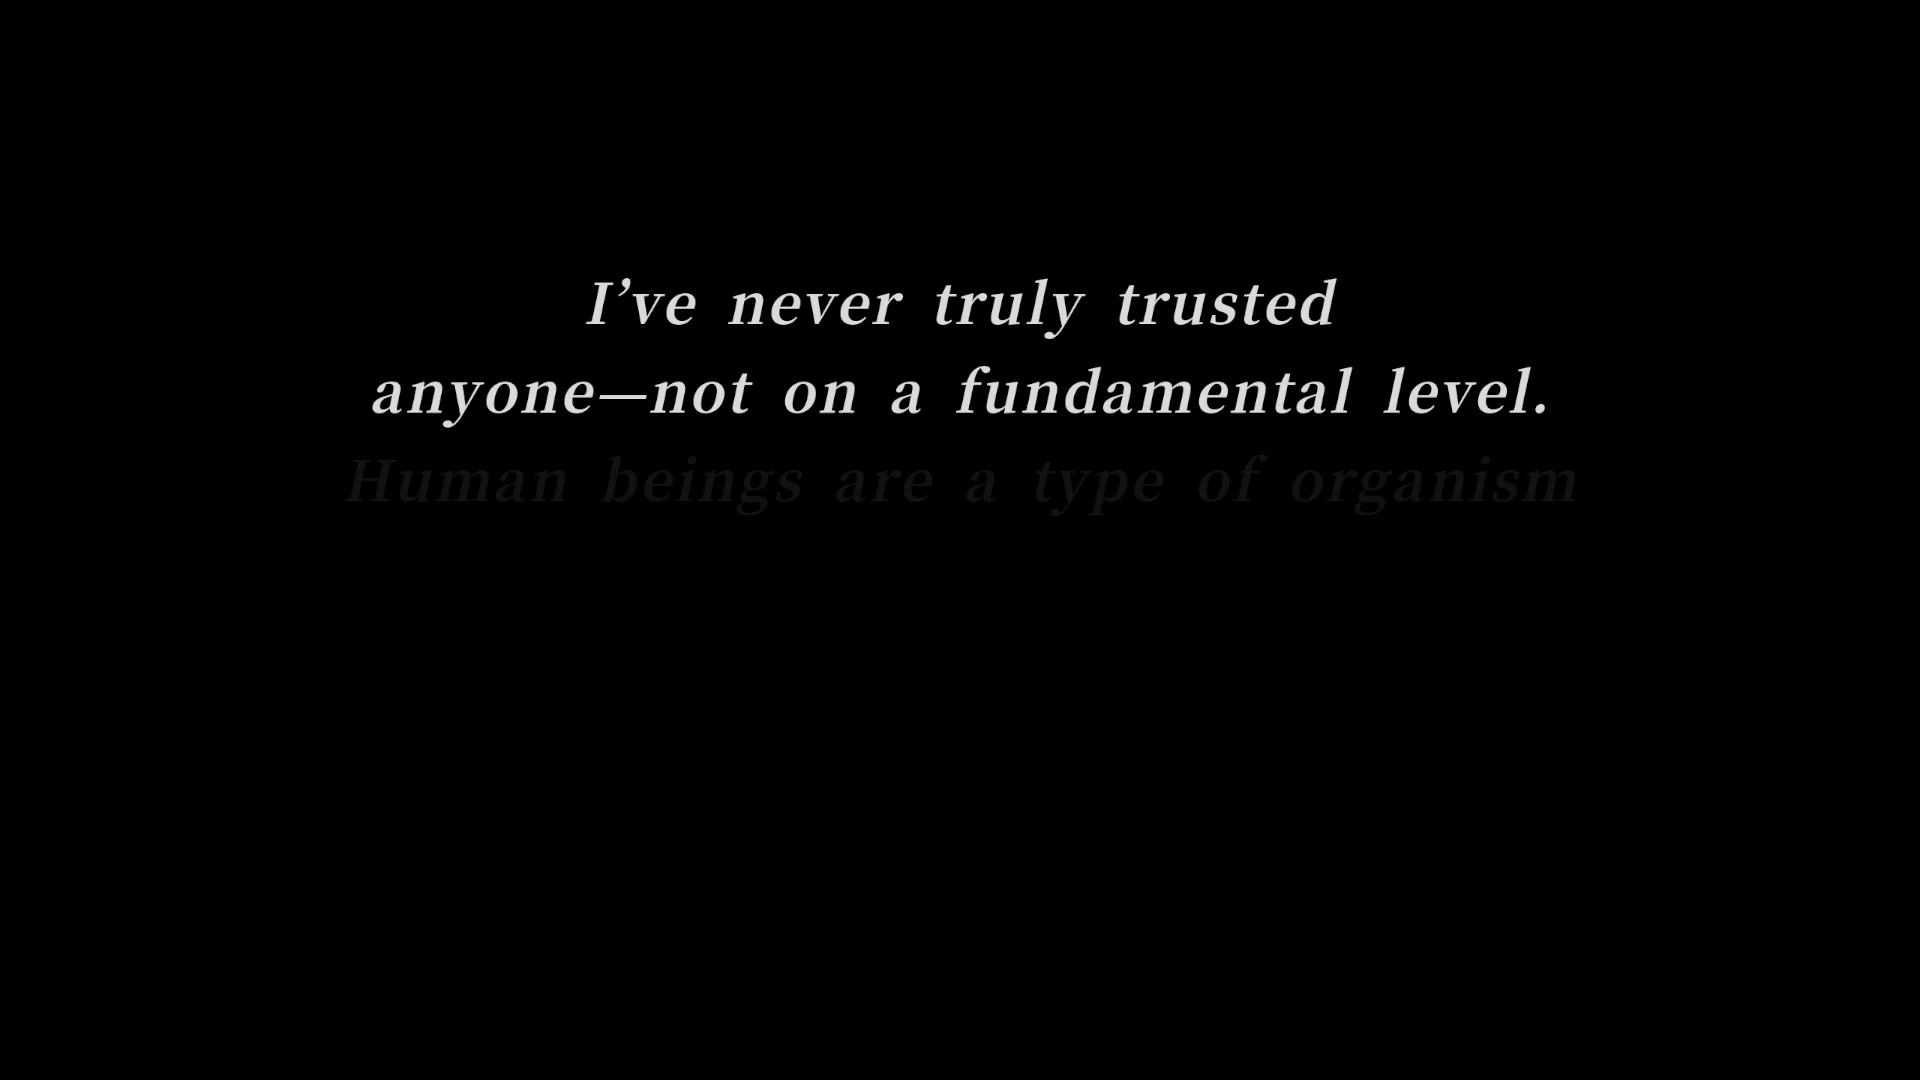 I’ve never truly trusted
anyone—not on a fundamental level.
Human beings are a type of organism